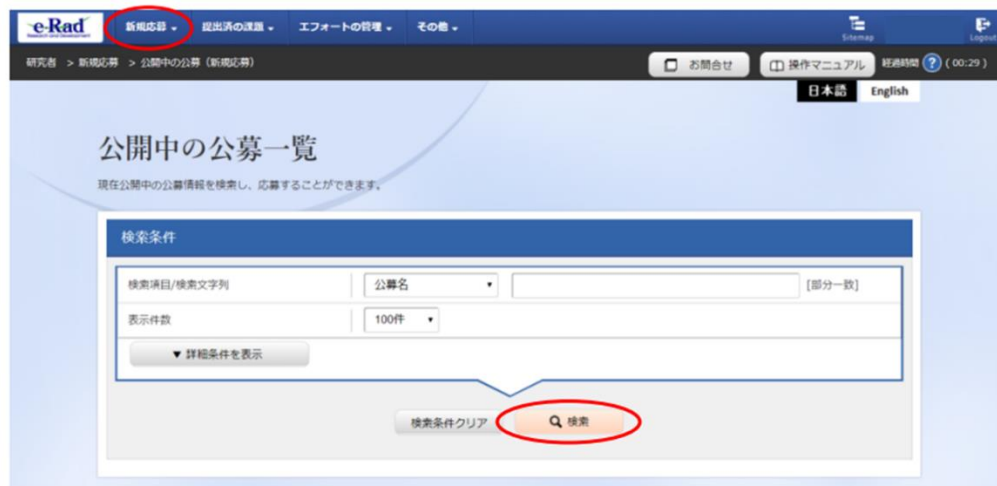 e-Rad
Research and Development
新規応募
提出済の課題
エフォートの管理
その他
Sitemap
Logout
研究者 > 新規応募 > 公開中の公募（新規応募）
お問合せ
操作マニュアル
経過時間 ? ( 00:29 )
日本語
English
公開中の公募一覧
現在公開中の公募情報を検索し、応募することができます。
検索条件
検索項目/検索文字列
公募名
[部分一致]
表示件数
100件
▼ 詳細条件を表示
検索条件クリア
検索